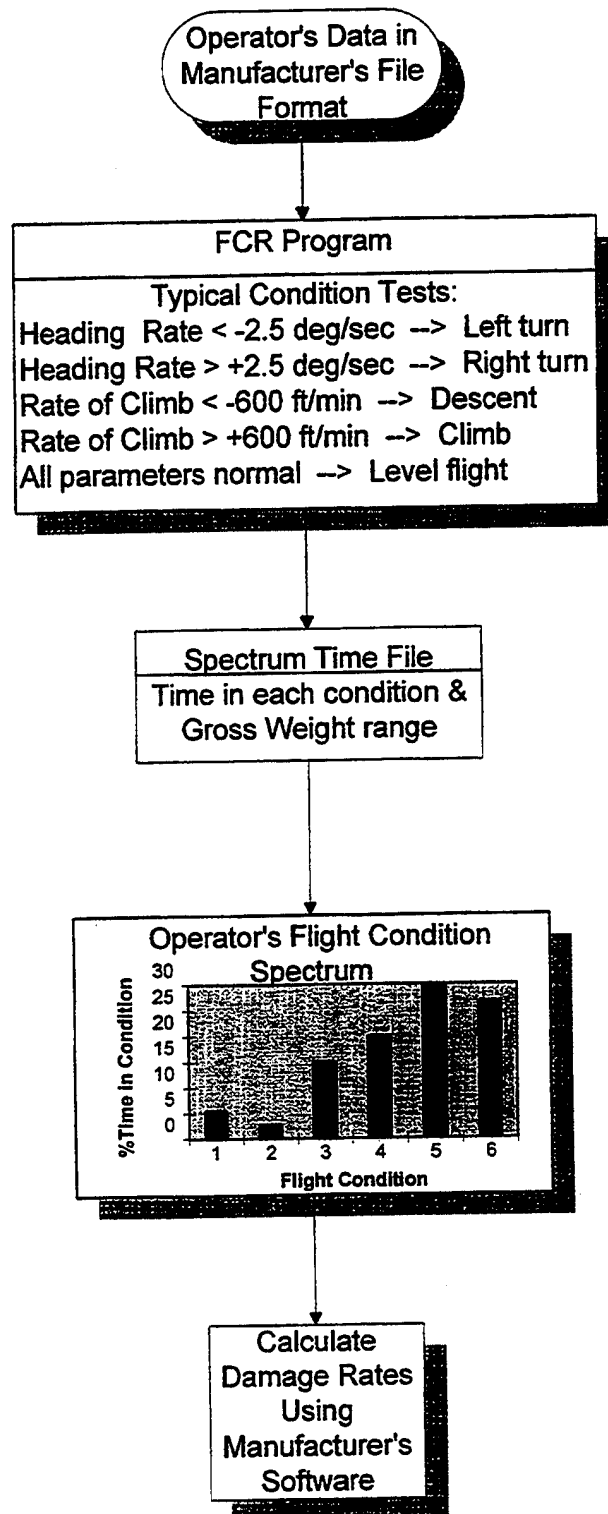 Operator's Data in
Manufacturer's File
Format
FCR Program
Typical Condition Tests:
Heading Rate < -2.5 deg/sec --> Left turn
Heading Rate > +2.5 deg/sec --> Right turn
Rate of Climb < -600 ft/min --> Descent
Rate of Climb > +600 ft/min --> Climb
All parameters normal --> Level flight
Spectrum Time File
Time in each condition &
Gross Weight range
Operator's Flight Condition
Spectrum
%Time in Condition
30
25
20
15
10
5
0
1 2 3 4 5 6
Flight Condition
Calculate
Damage Rates
Using
Manufacturer's
Software